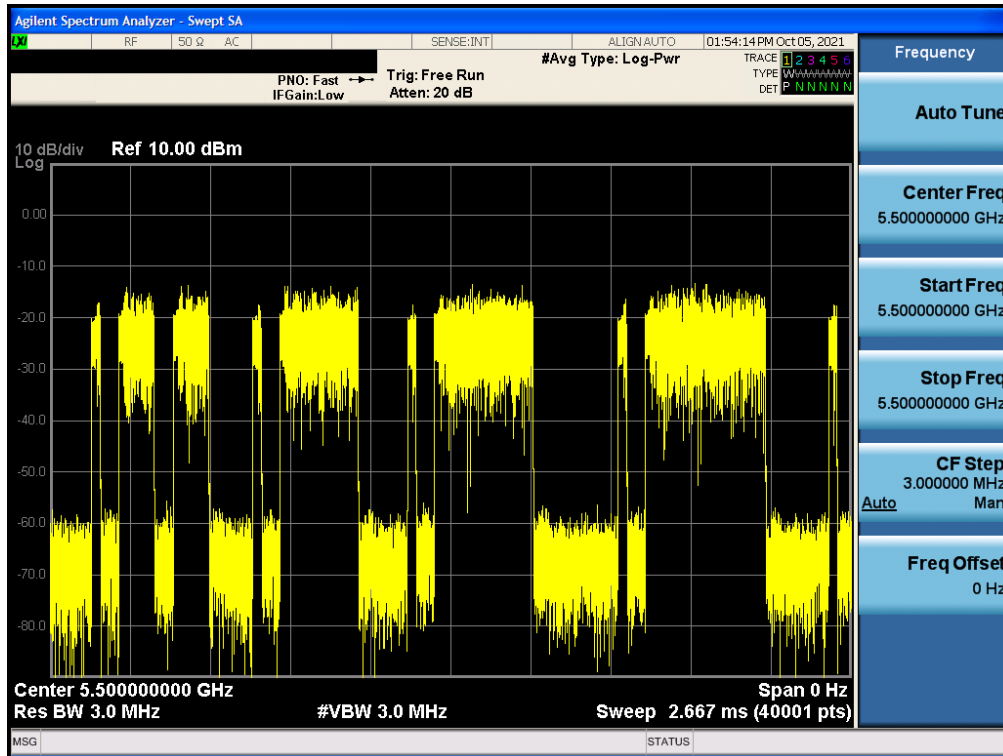 Agilent Spectrum Analyzer - Swept SA
LXI RF 50 Ω AC SENSE:INT ALIGN AUTO 01:54:14 PM Oct 05, 2021
#Avg Type: Log-Pwr
TRACE 1 2 3 4 5 6
TYPE
DET P N N N N N
PNO: Fast
IFGain:Low
Trig: Free Run
Atten: 20 dB
10 dB/div
Log
Ref 10.00 dBm
0.00
-10.0
-20.0
-30.0
-40.0
-50.0
-60.0
-70.0
-80.0
Center 5.500000000 GHz
Span 0 Hz
Res BW 3.0 MHz
#VBW 3.0 MHz
Sweep 2.667 ms (40001 pts)
MSG
STATUS
Frequency
Auto Tune
Center Freq
5.500000000 GHz
Start Freq
5.500000000 GHz
Stop Freq
5.500000000 GHz
CF Step
3.000000 MHz
Auto Man
Freq Offset
0 Hz